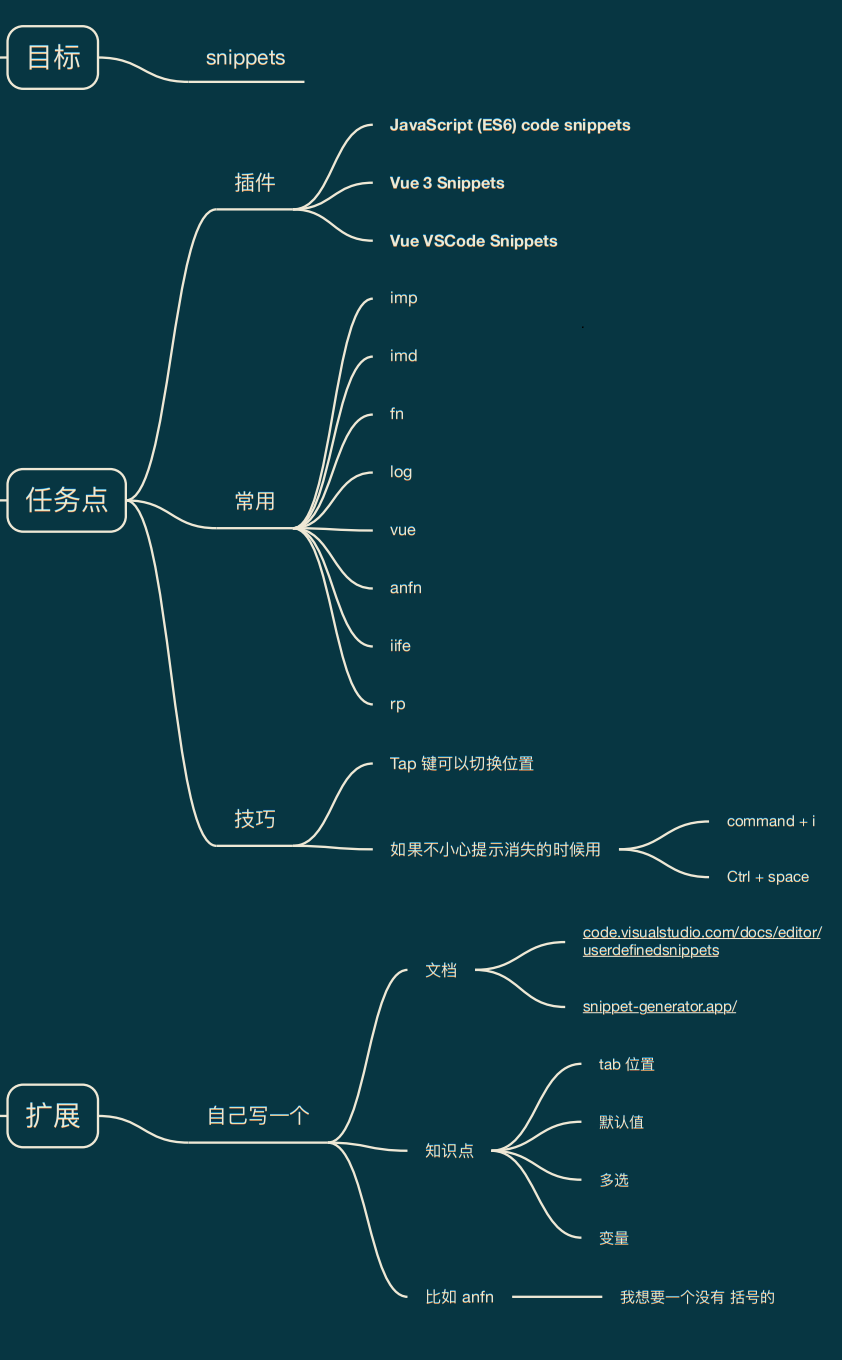 目标
snippets
插件
JavaScript (ES6) code snippets
Vue 3 Snippets
Vue VSCode Snippets
任务点
常用
imp
imd
fn
log
vue
anfn
iife
rp
技巧
Tap 键可以切换位置
如果不小心提示消失的时候用
command + i
Ctrl + space
扩展
自己写一个
文档
code.visualstudio.com/docs/editor/
userdefinedsnippets
snippet-generator.app/
知识点
tab 位置
默认值
多选
变量
比如 anfn
我想要一个没有 括号的